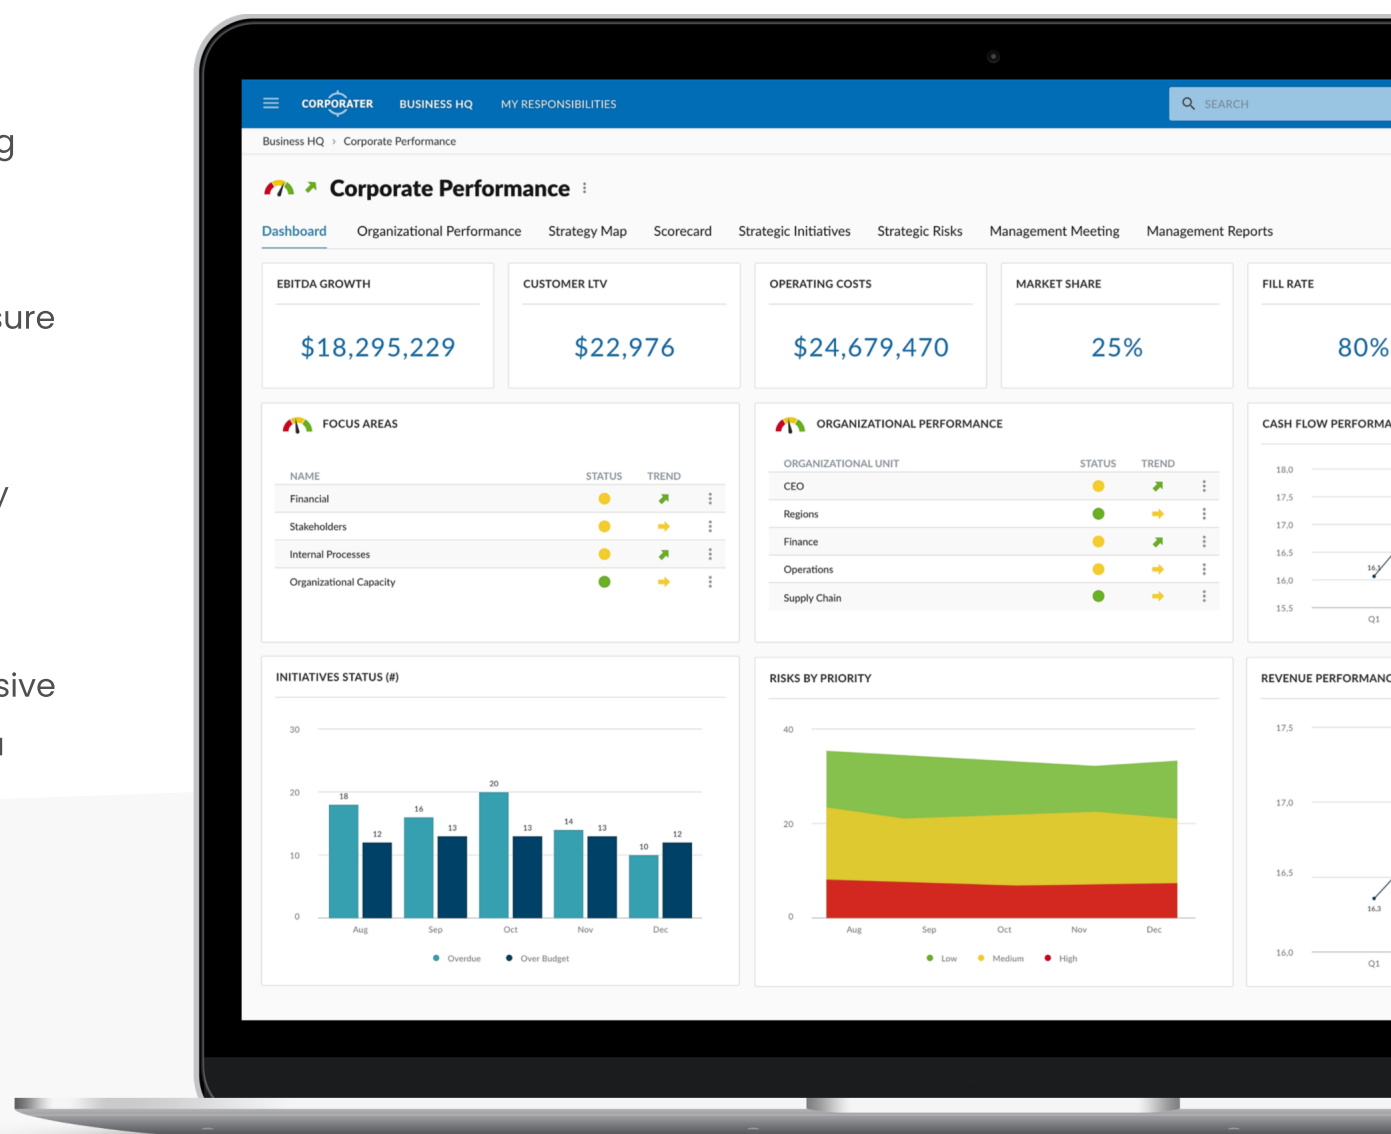 g
sure
y
sive
CORPORATER BUSINESS HQ MY RESPONSIBILITIES SEARCH
Business HQ > Corporate Performance
Corporate Performance
Dashboard Organizational Performance Strategy Map Scorecard Strategic Initiatives Strategic Risks Management Meeting Management Reports
EBITDA GROWTH CUSTOMER LTV OPERATING COSTS MARKET SHARE FILL RATE
$18,295,229 $22,976 $24,679,470 25% 80%
FOCUS AREAS
NAME STATUS TREND
Financial
Stakeholders
Internal Processes
Organizational Capacity
ORGANIZATIONAL PERFORMANCE
ORGANIZATIONAL UNIT STATUS TREND
CEO
Regions
Finance
Operations
Supply Chain
CASH FLOW PERFORMA
18.0
17.5
17.0
16.5
16.1
16.0
15.5
Q1
INITIATIVES STATUS (#)
30
20
10
0
18 12 16 13 20 13 14 13 10 12
Aug Sep Oct Nov Dec
Overdue Over Budget
RISKS BY PRIORITY
40
20
0
Aug Sep Oct Nov Dec
Low Medium High
REVENUE PERFORMANC
17,5
17,0
16,5
16.3
16,0
Q1